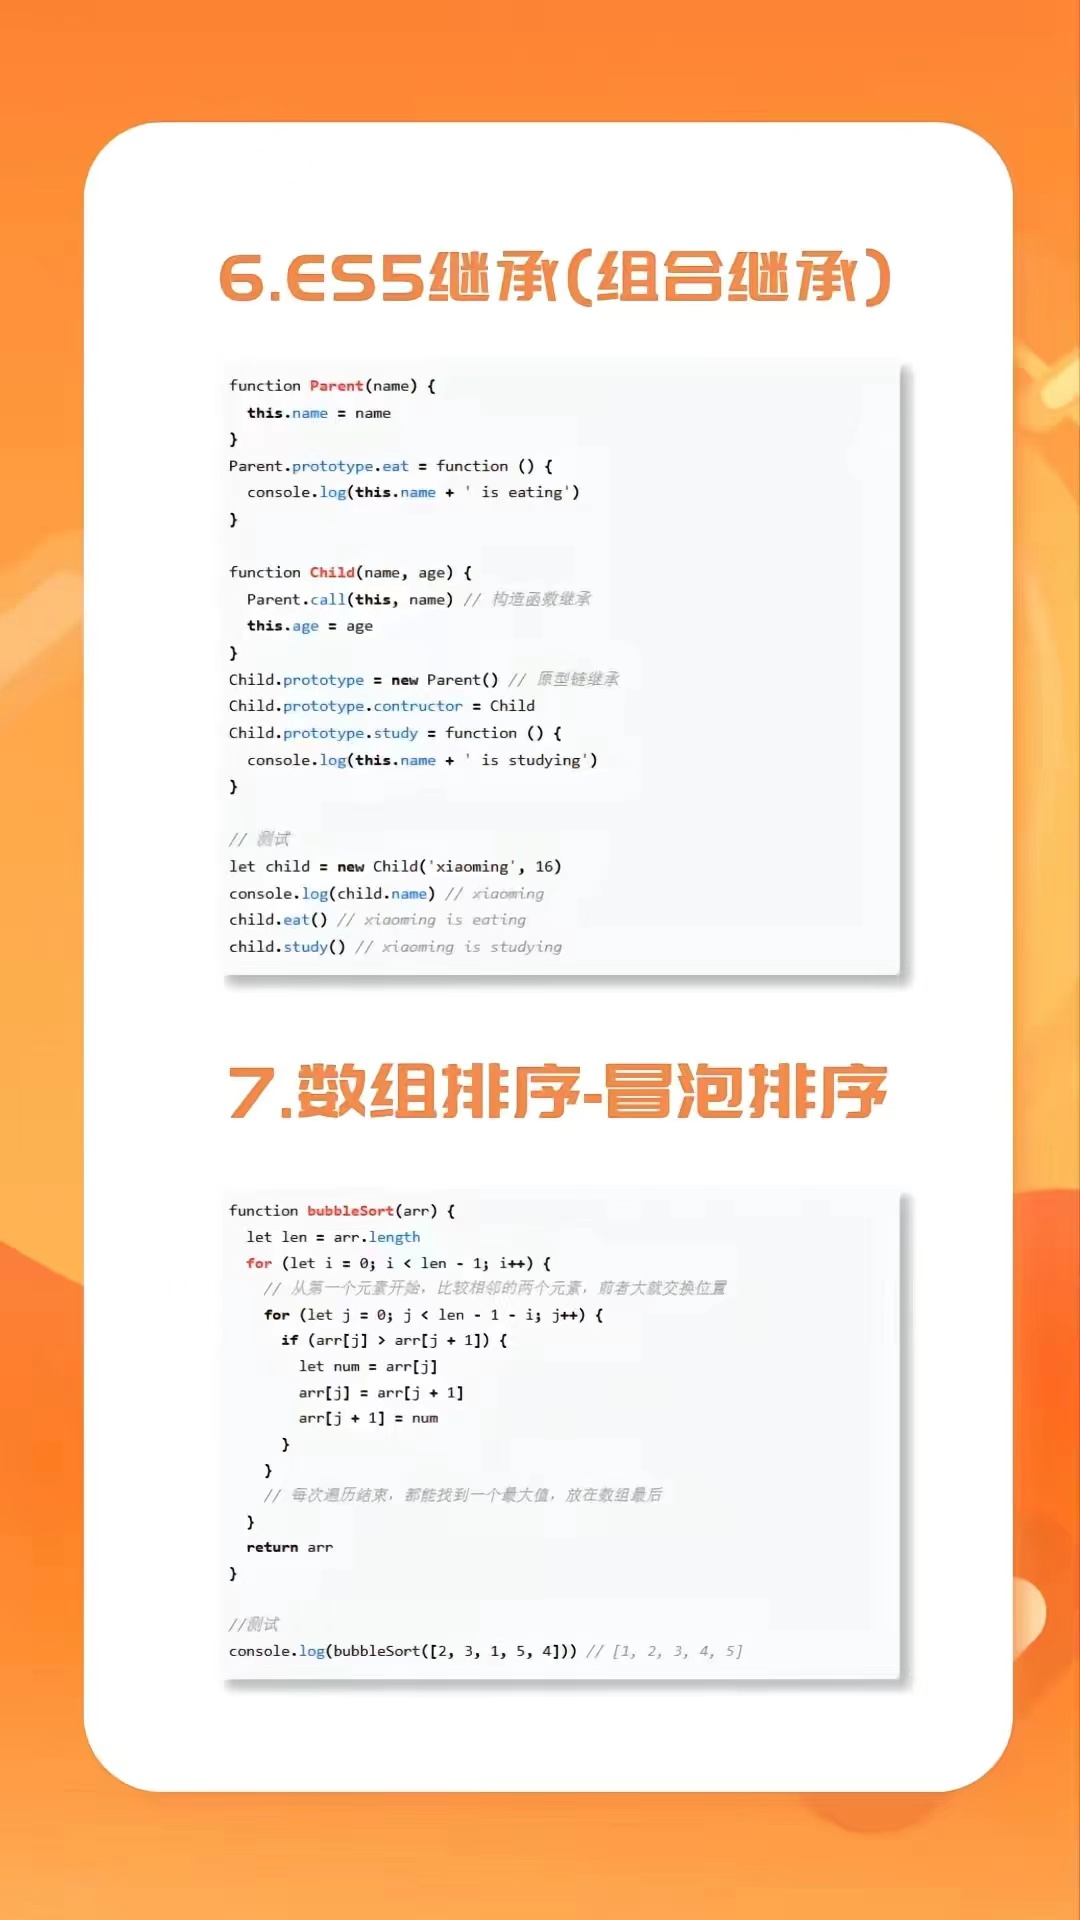 6.ES5继承(组合继承)
function Parent(name) {
  this.name = name
}
Parent.prototype.eat = function () {
  console.log(this.name + ' is eating')
}
function Child(name, age) {
  Parent.call(this, name) // 构造函数继承
  this.age = age
}
Child.prototype = new Parent() // 原型链继承
Child.prototype.contructor = Child
Child.prototype.study = function () {
  console.log(this.name + ' is studying')
}
// 测试
let child = new Child('xiaoming', 16)
console.log(child.name) // xiaoming
child.eat() // xiaoming is eating
child.study() // xiaoming is studying
7.数组排序-冒泡排序
function bubbleSort(arr) {
  let len = arr.length
  for (let i = 0; i < len - 1; i++) {
    // 从第一个元素开始，比较相邻的两个元素，前者大就交换位置
    for (let j = 0; j < len - 1 - i; j++) {
      if (arr[j] > arr[j + 1]) {
        let num = arr[j]
        arr[j] = arr[j + 1]
        arr[j + 1] = num
      }
    }
    // 每次遍历结束，都能找到一个最大值，放在数组最后
  }
  return arr
}
//测试
console.log(bubbleSort([2, 3, 1, 5, 4])) // [1, 2, 3, 4, 5]